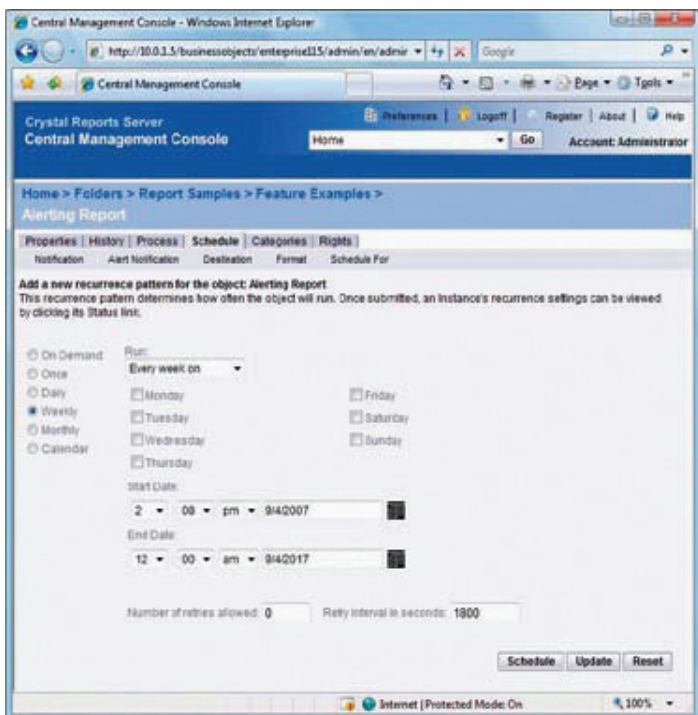 Central Management Console - Windows Internet Explorer
http://10.0.1.5/businessobjects/enterprise115/admin/en/admir
Google
Central Management Console
Page
Tools
Crystal Reports Server
Central Management Console
Preferences | Logoff | Register | About | Help
Home
Go
Account: Administrator
Home > Folders > Report Samples > Feature Examples >
Alerting Report
Properties | History | Process | Schedule | Categories | Rights |
Notification Alert Notification Destination Format Schedule For
Add a new recurrence pattern for the object: Alerting Report
This recurrence pattern determines how often the object will run. Once submitted, an instance's recurrence settings can be viewed
by clicking its Status link.
On Demand
Once
Daily
Weekly
Monthly
Calendar
Run:
Every week on
Monday
Tuesday
Wednesday
Thursday
Friday
Saturday
Sunday
Start Date:
2 08 pm 9/4/2007
End Date:
12 00 am 9/4/2017
Number of retries allowed: 0 Retry interval in seconds: 1800
Schedule Update Reset
Internet | Protected Mode: On
100%